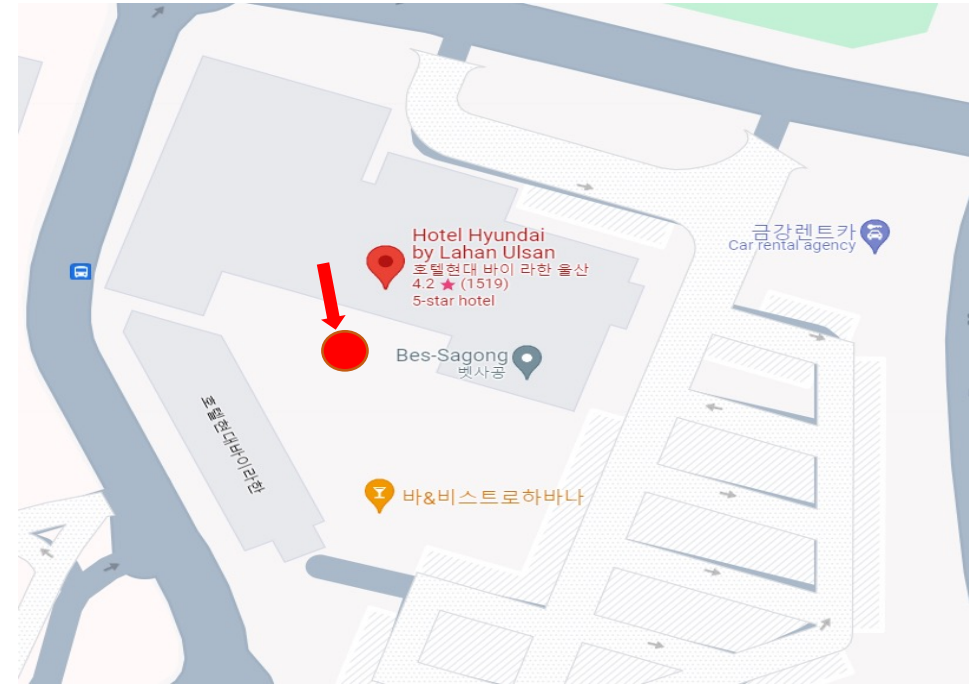 Hotel Hyundai
by Lahan Ulsan
호텔현대 바이 라한 울산
4.2 ★ (1519)
5-star hotel
금강렌트카
Car rental agency
Bes-Sagong
벳사공
호텔현대바이라한
바&비스트로하바나